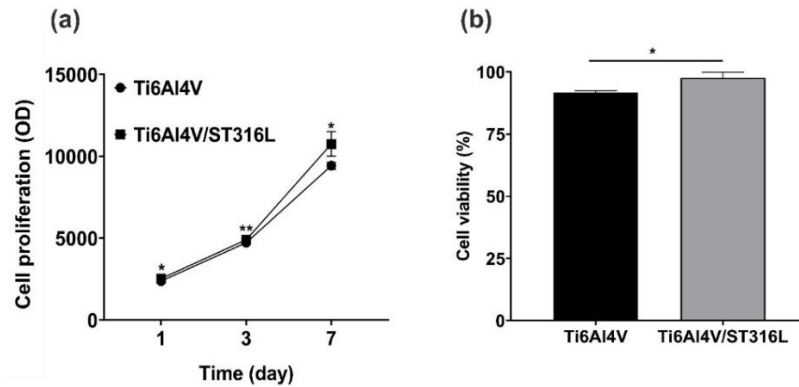 (a)
15000
10000
5000
0
Cell proliferation (OD)
Ti6Al4V
Ti6Al4V/ST316L
*
**
*
1 3 7
Time (day)
(b)
*
100
75
50
25
0
Cell viability (%)
Ti6Al4V Ti6Al4V/ST316L